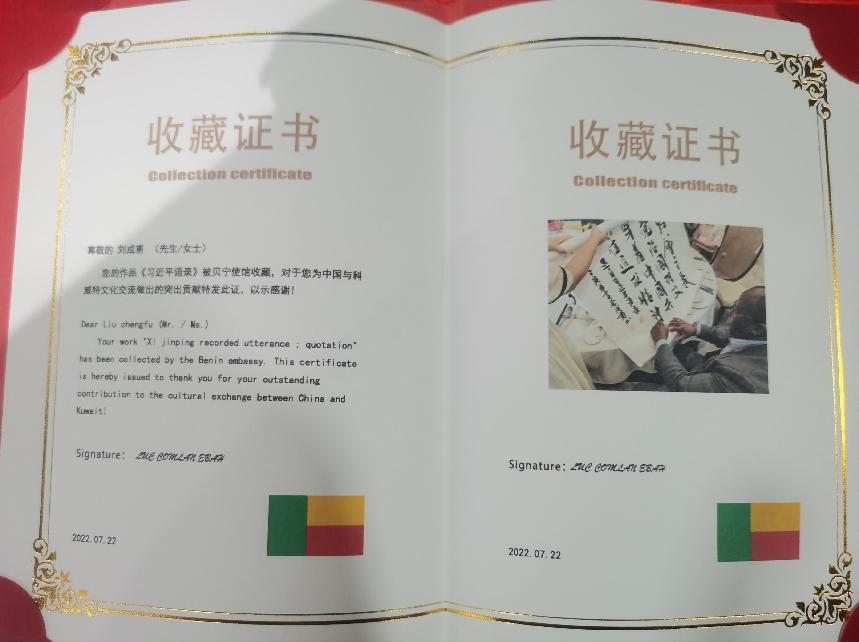 收藏证书
Collection certificate
尊敬的 刘成甫 （先生/女士）
您的作品《习近平语录》被贝宁使馆收藏，对于您为中国与科
威特文化交流做出的突出贡献特发此证，以示感谢！
Dear Liu chengfu (Mr. / Ms.)
Your work "Xi jinping recorded utterance ; quotation"
has been collected by the Benin embassy. This certificate
is hereby issued to thank you for your outstanding
contribution to the cultural exchange between China and
Kuwait!
Signature: LUC COMLAN EBAH
2022.07.22
收藏证书
Collection certificate
Signature: LUC COMLAN EBAH
2022.07.22